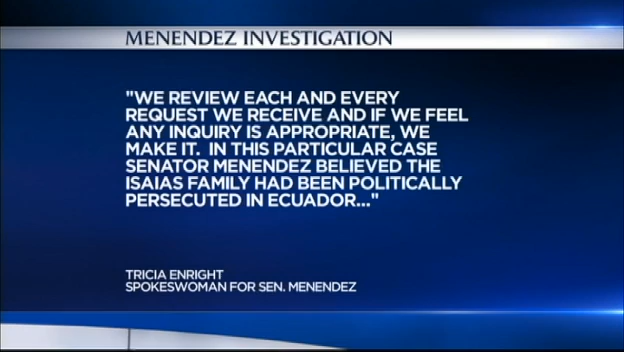 MENENDEZ INVESTIGATION
"WE REVIEW EACH AND EVERY
REQUEST WE RECEIVE AND IF WE FEEL
ANY INQUIRY IS APPROPRIATE, WE
MAKE IT. IN THIS PARTICULAR CASE
SENATOR MENENDEZ BELIEVED THE
ISAIAS FAMILY HAD BEEN POLITICALLY
PERSECUTED IN ECUADOR..."
TRICIA ENRIGHT
SPOKESWOMAN FOR SEN. MENENDEZ